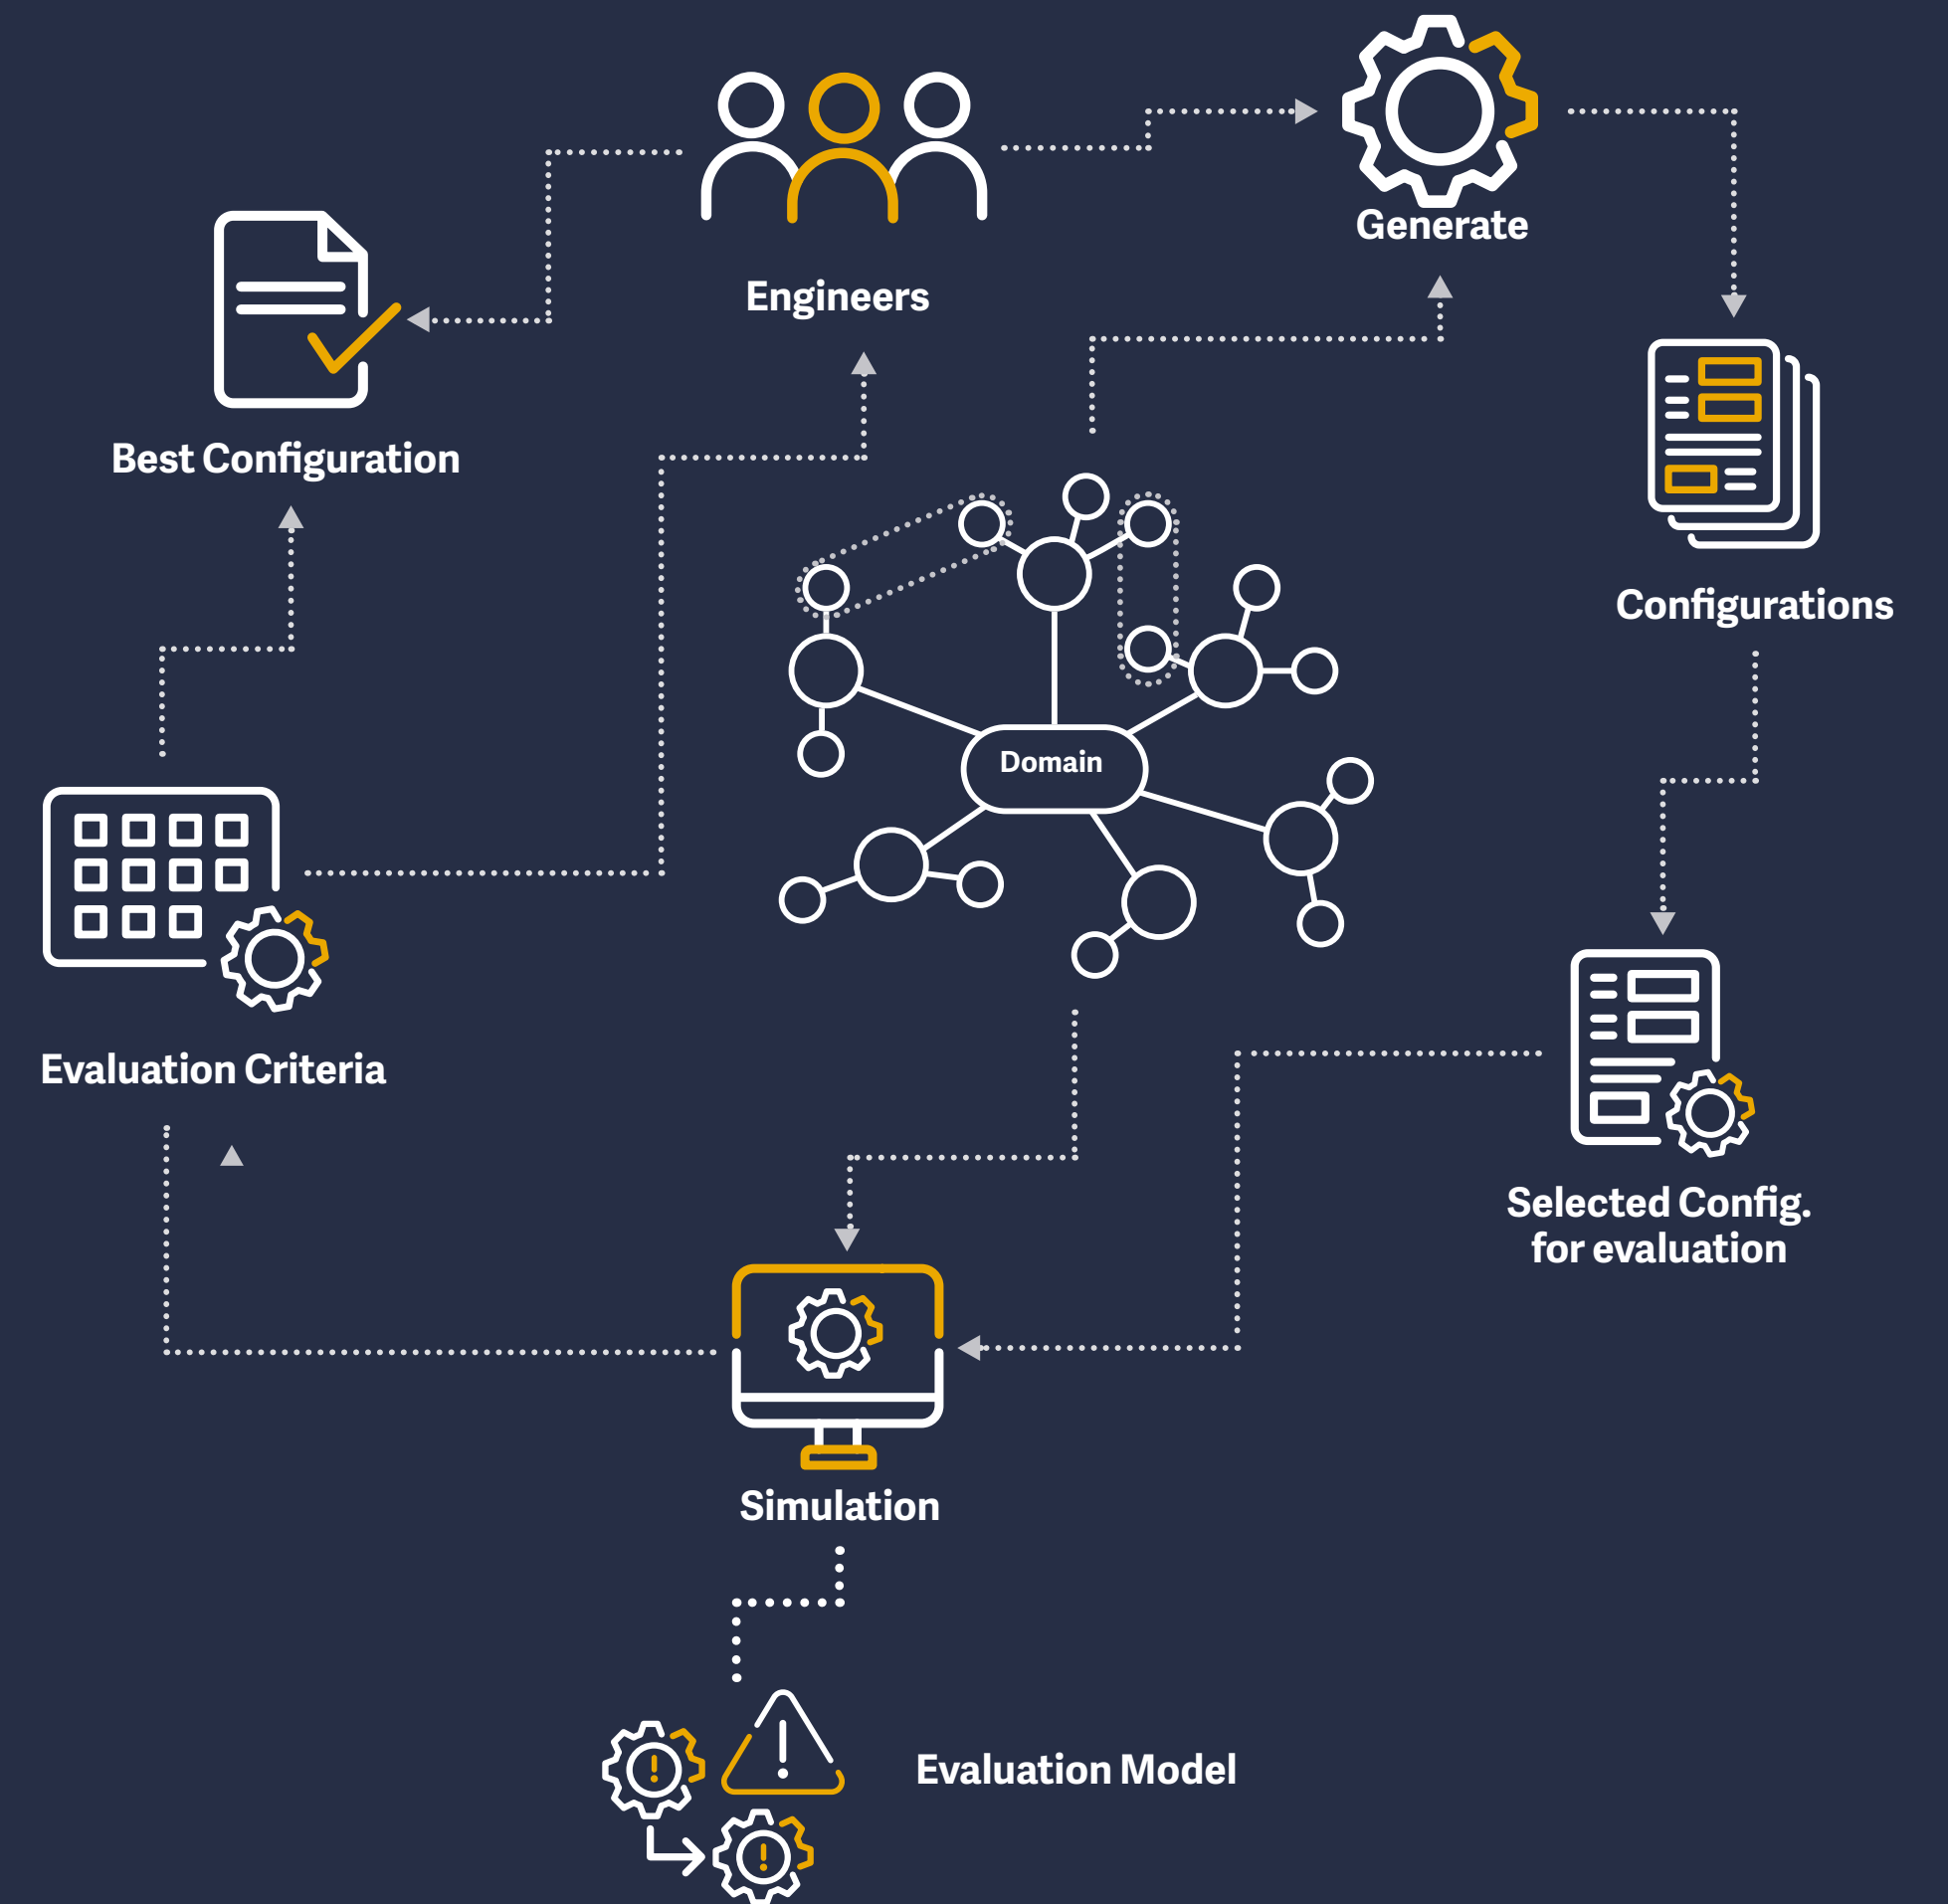 Generate
Engineers
Best Configuration
Configurations
Domain
Evaluation Criteria
Selected Config.
for evaluation
Simulation
Evaluation Model